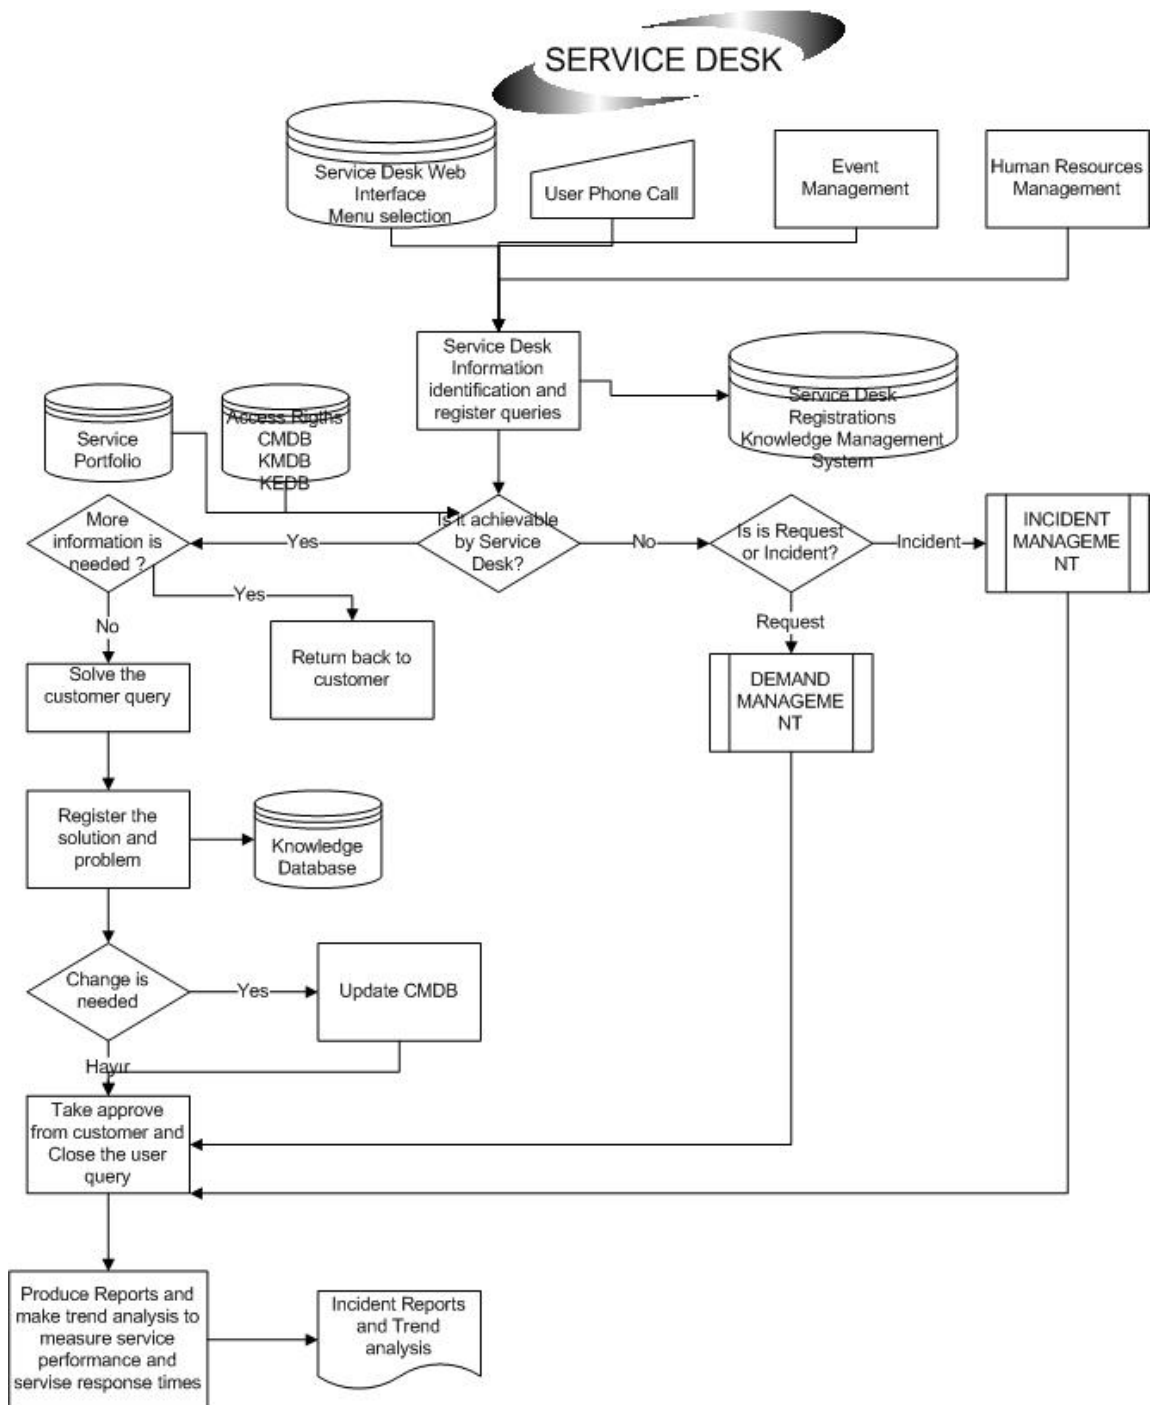 SERVICE DESK
Service Desk Web
Interface
Menu selection
User Phone Call
Event
Management
Human Resources
Management
Service Desk
Information
identification and
register queries
Service Desk
Registrations
Knowledge Management
System
Service
Portfolio
Access Rigths
CMDB
KMDB
KEDB
More
information is
needed ?
Yes
Is it achievable
by Service
Desk?
No
Is is Request
or Incident?
Incident
INCIDENT
MANAGEME
NT
Yes
No
Request
Return back to
customer
Solve the
customer query
DEMAND
MANAGEME
NT
Register the
solution and
problem
Knowledge
Database
Change is
needed
Yes
Update CMDB
Hayır
Take approve
from customer and
Close the user
query
Produce Reports and
make trend analysis to
measure service
performance and
servise response times
Incident Reports
and Trend
analysis